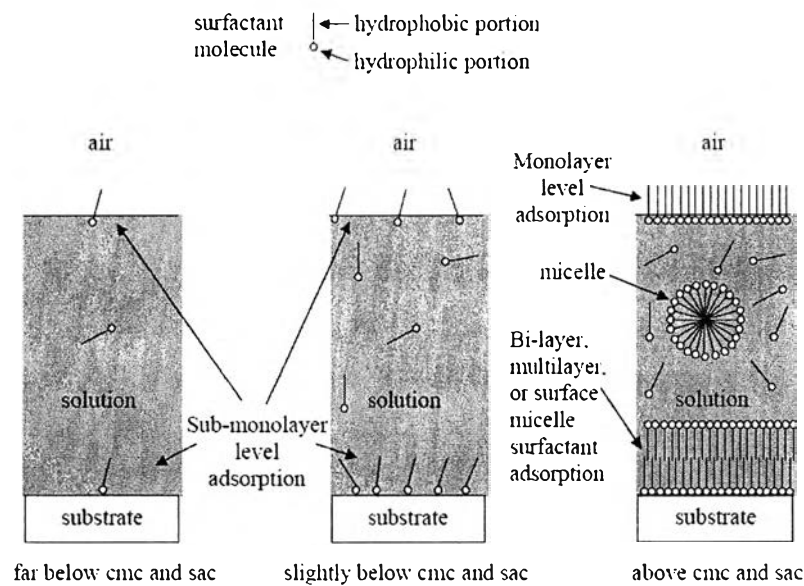 surfactant
molecule
hydrophobic portion
hydrophilic portion
air
air
air
Monolayer
level
adsorption
micelle
Bi-layer,
multilayer,
or surface
micelle
surfactant
adsorption
solution
solution
solution
Sub-monolayer
level
adsorption
substrate
substrate
substrate
far below cmc and sac
slightly below cmc and sac
above cmc and sac